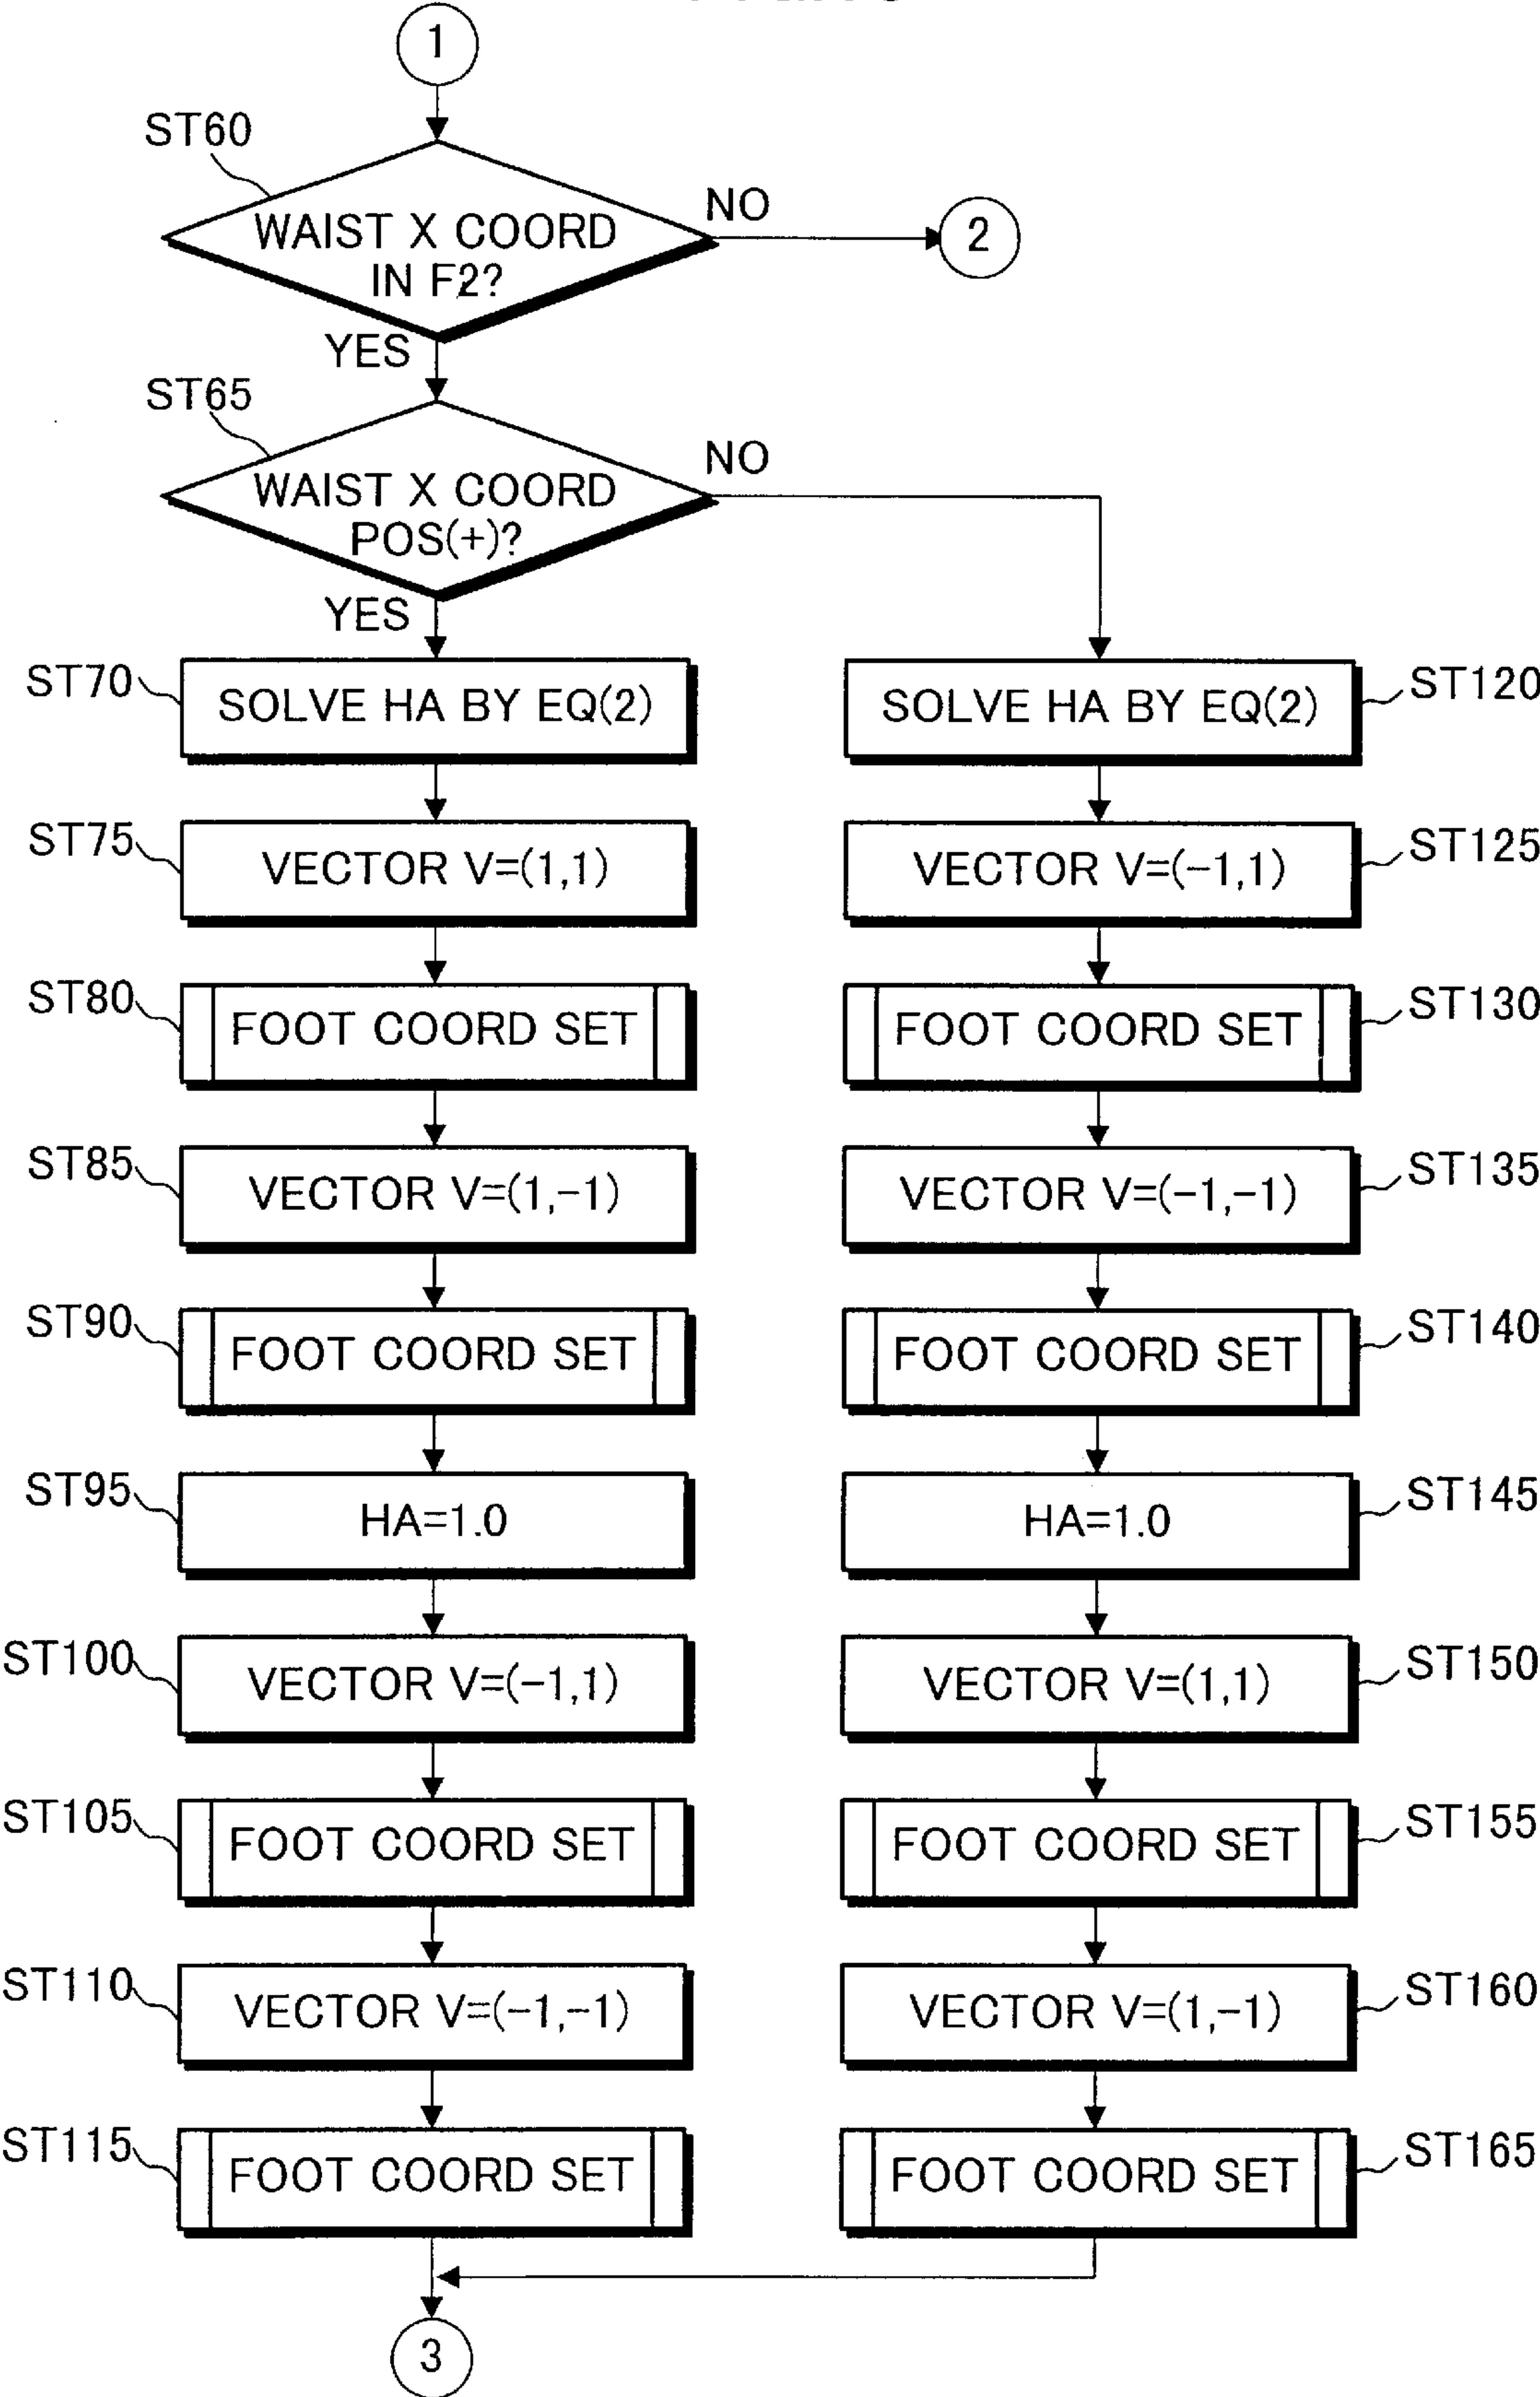 1
ST60
WAIST X COORD
IN F2?
NO
2
YES
ST65
WAIST X COORD
POS(+)?
NO
YES
ST70
SOLVE HA BY EQ(2)
SOLVE HA BY EQ(2)
ST120
ST75
VECTOR V=(1,1)
VECTOR V=(-1,1)
ST125
ST80
FOOT COORD SET
FOOT COORD SET
ST130
ST85
VECTOR V=(1,-1)
VECTOR V=(-1,-1)
ST135
ST90
FOOT COORD SET
FOOT COORD SET
ST140
ST95
HA=1.0
HA=1.0
ST145
ST100
VECTOR V=(-1,1)
VECTOR V=(1,1)
ST150
ST105
FOOT COORD SET
FOOT COORD SET
ST155
ST110
VECTOR V=(-1,-1)
VECTOR V=(1,-1)
ST160
ST115
FOOT COORD SET
FOOT COORD SET
ST165
3